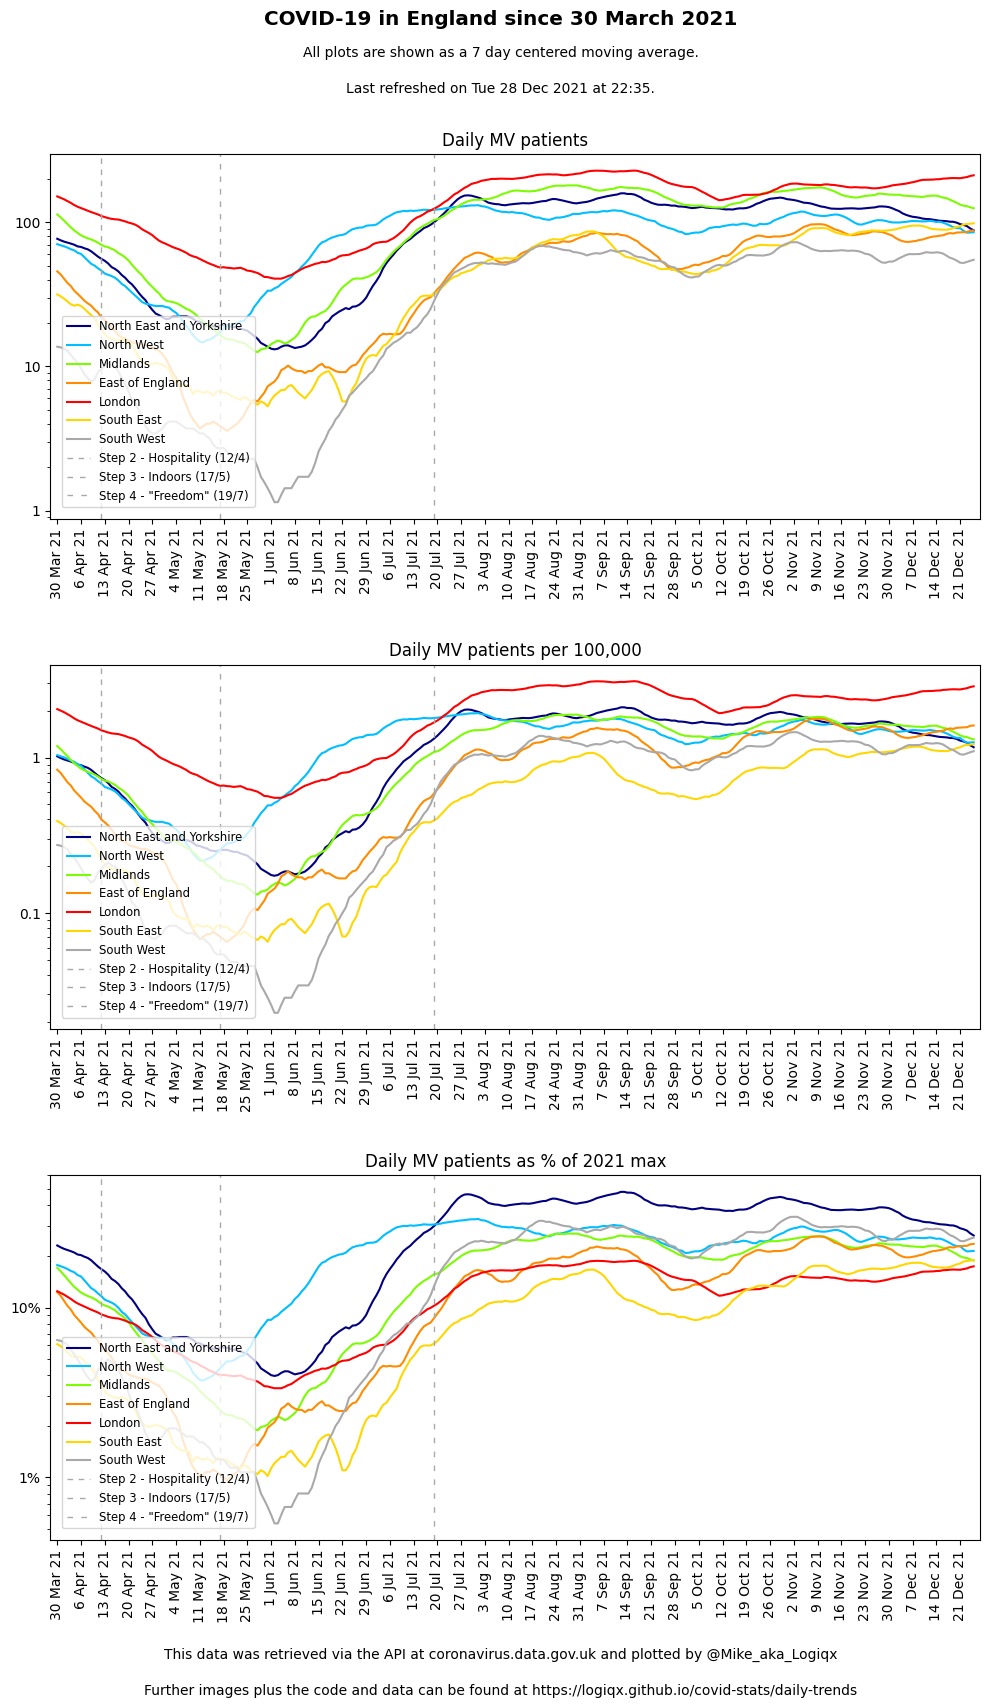 COVID-19 in England since 30 March 2021
All plots are shown as a 7 day centered moving average.
Last refreshed on Tue 28 Dec 2021 at 22:35.
Daily MV patients
100
10
1
North East and Yorkshire
North West
Midlands
East of England
London
South East
South West
Step 2 - Hospitality (12/4)
Step 3 - Indoors (17/5)
Step 4 - "Freedom" (19/7)
30 Mar 21
6 Apr 21
13 Apr 21
20 Apr 21
27 Apr 21
4 May 21
11 May 21
18 May 21
25 May 21
1 Jun 21
8 Jun 21
15 Jun 21
22 Jun 21
29 Jun 21
6 Jul 21
13 Jul 21
20 Jul 21
27 Jul 21
3 Aug 21
10 Aug 21
17 Aug 21
24 Aug 21
31 Aug 21
7 Sep 21
14 Sep 21
21 Sep 21
28 Sep 21
5 Oct 21
12 Oct 21
19 Oct 21
26 Oct 21
2 Nov 21
9 Nov 21
16 Nov 21
23 Nov 21
30 Nov 21
7 Dec 21
14 Dec 21
21 Dec 21
Daily MV patients per 100,000
1
0.1
North East and Yorkshire
North West
Midlands
East of England
London
South East
South West
Step 2 - Hospitality (12/4)
Step 3 - Indoors (17/5)
Step 4 - "Freedom" (19/7)
30 Mar 21
6 Apr 21
13 Apr 21
20 Apr 21
27 Apr 21
4 May 21
11 May 21
18 May 21
25 May 21
1 Jun 21
8 Jun 21
15 Jun 21
22 Jun 21
29 Jun 21
6 Jul 21
13 Jul 21
20 Jul 21
27 Jul 21
3 Aug 21
10 Aug 21
17 Aug 21
24 Aug 21
31 Aug 21
7 Sep 21
14 Sep 21
21 Sep 21
28 Sep 21
5 Oct 21
12 Oct 21
19 Oct 21
26 Oct 21
2 Nov 21
9 Nov 21
16 Nov 21
23 Nov 21
30 Nov 21
7 Dec 21
14 Dec 21
21 Dec 21
Daily MV patients as % of 2021 max
10%
1%
North East and Yorkshire
North West
Midlands
East of England
London
South East
South West
Step 2 - Hospitality (12/4)
Step 3 - Indoors (17/5)
Step 4 - "Freedom" (19/7)
30 Mar 21
6 Apr 21
13 Apr 21
20 Apr 21
27 Apr 21
4 May 21
11 May 21
18 May 21
25 May 21
1 Jun 21
8 Jun 21
15 Jun 21
22 Jun 21
29 Jun 21
6 Jul 21
13 Jul 21
20 Jul 21
27 Jul 21
3 Aug 21
10 Aug 21
17 Aug 21
24 Aug 21
31 Aug 21
7 Sep 21
14 Sep 21
21 Sep 21
28 Sep 21
5 Oct 21
12 Oct 21
19 Oct 21
26 Oct 21
2 Nov 21
9 Nov 21
16 Nov 21
23 Nov 21
30 Nov 21
7 Dec 21
14 Dec 21
21 Dec 21
This data was retrieved via the API at coronavirus.data.gov.uk and plotted by @Mike_aka_Logiqx
Further images plus the code and data can be found at https://logiqx.github.io/covid-stats/daily-trends